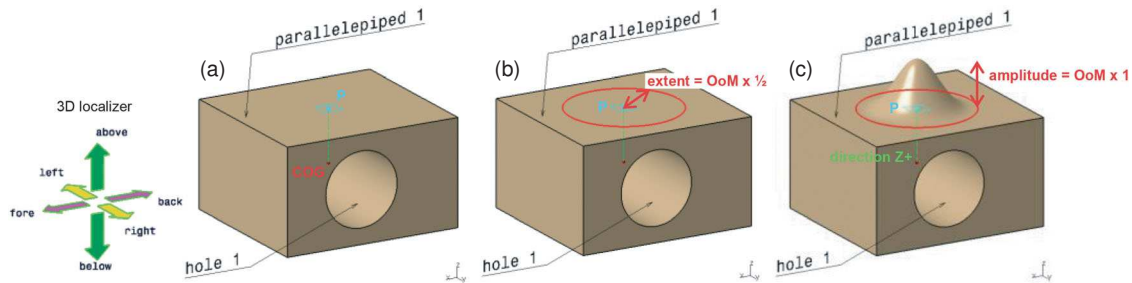 3D localizer
above
left
fore
back
right
below
(a)
parallelepiped 1
P
COG
hole 1
(b)
parallelepiped 1
extent = OoM x ½
P
hole 1
(c)
parallelepiped 1
amplitude = OoM x 1
P
direction Z+
hole 1